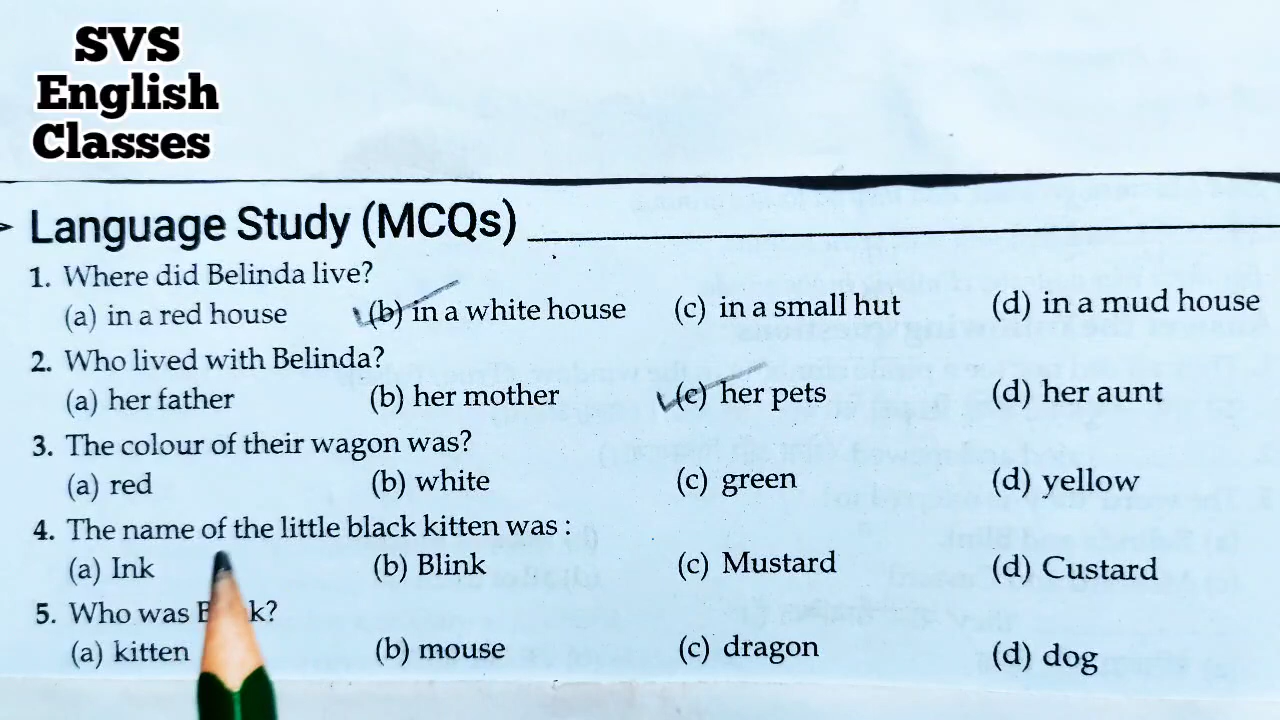 SVS
English
Classes
Language Study (MCQs)
1. Where did Belinda live?
(a) in a red house (b) in a white house (c) in a small hut (d) in a mud house
2. Who lived with Belinda?
(a) her father (b) her mother (c) her pets (d) her aunt
3. The colour of their wagon was?
(a) red (b) white (c) green (d) yellow
4. The name of the little black kitten was :
(a) Ink (b) Blink (c) Mustard (d) Custard
5. Who was
(a) kitten (b) mouse (c) dragon (d) dog